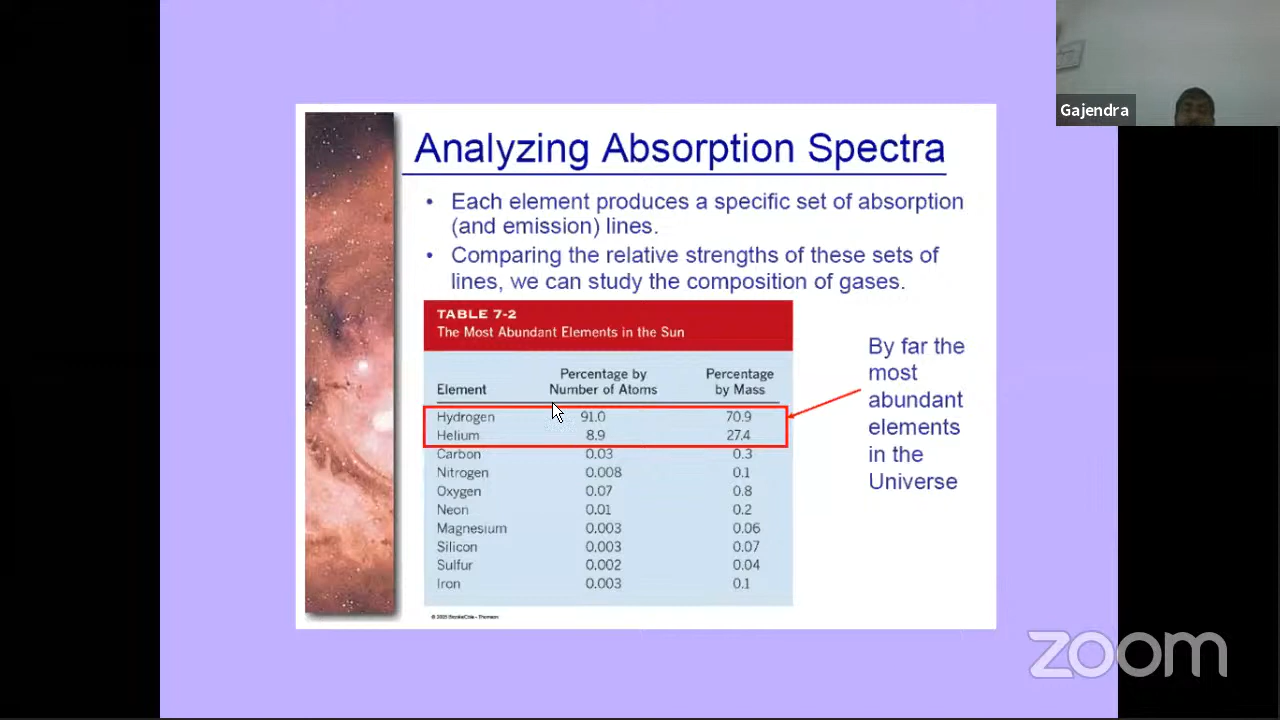 Gajendra
Analyzing Absorption Spectra
• Each element produces a specific set of absorption
(and emission) lines.
• Comparing the relative strengths of these sets of
lines, we can study the composition of gases.
TABLE 7-2
The Most Abundant Elements in the Sun
Percentage by Percentage
Element Number of Atoms by Mass
Hydrogen 91.0 70.9
Helium 8.9 27.4
Carbon 0.03 0.3
Nitrogen 0.008 0.1
Oxygen 0.07 0.8
Neon 0.01 0.2
Magnesium 0.003 0.06
Silicon 0.003 0.07
Sulfur 0.002 0.04
Iron 0.003 0.1
By far the
most
abundant
elements
in the
Universe
zoom